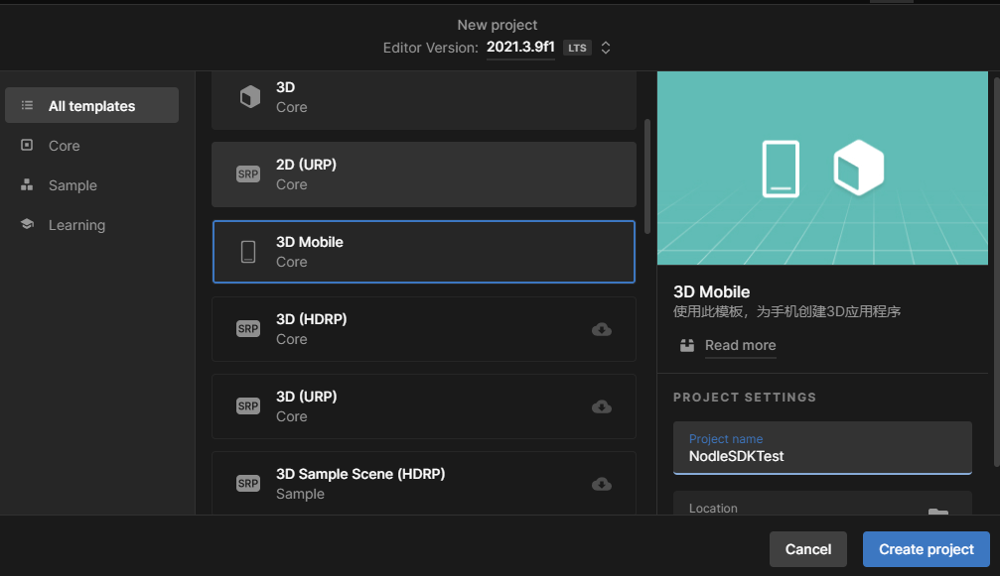 New project
Editor Version: 2021.3.9f1 LTS
All templates
Core
Sample
Learning
3D
Core
SRP
2D (URP)
Core
3D Mobile
Core
SRP
3D (HDRP)
Core
SRP
3D (URP)
Core
SRP
3D Sample Scene (HDRP)
Sample
3D Mobile
使用此模板，为手机创建3D应用程序
Read more
PROJECT SETTINGS
Project name
NodleSDKTest
Location
Cancel
Create project